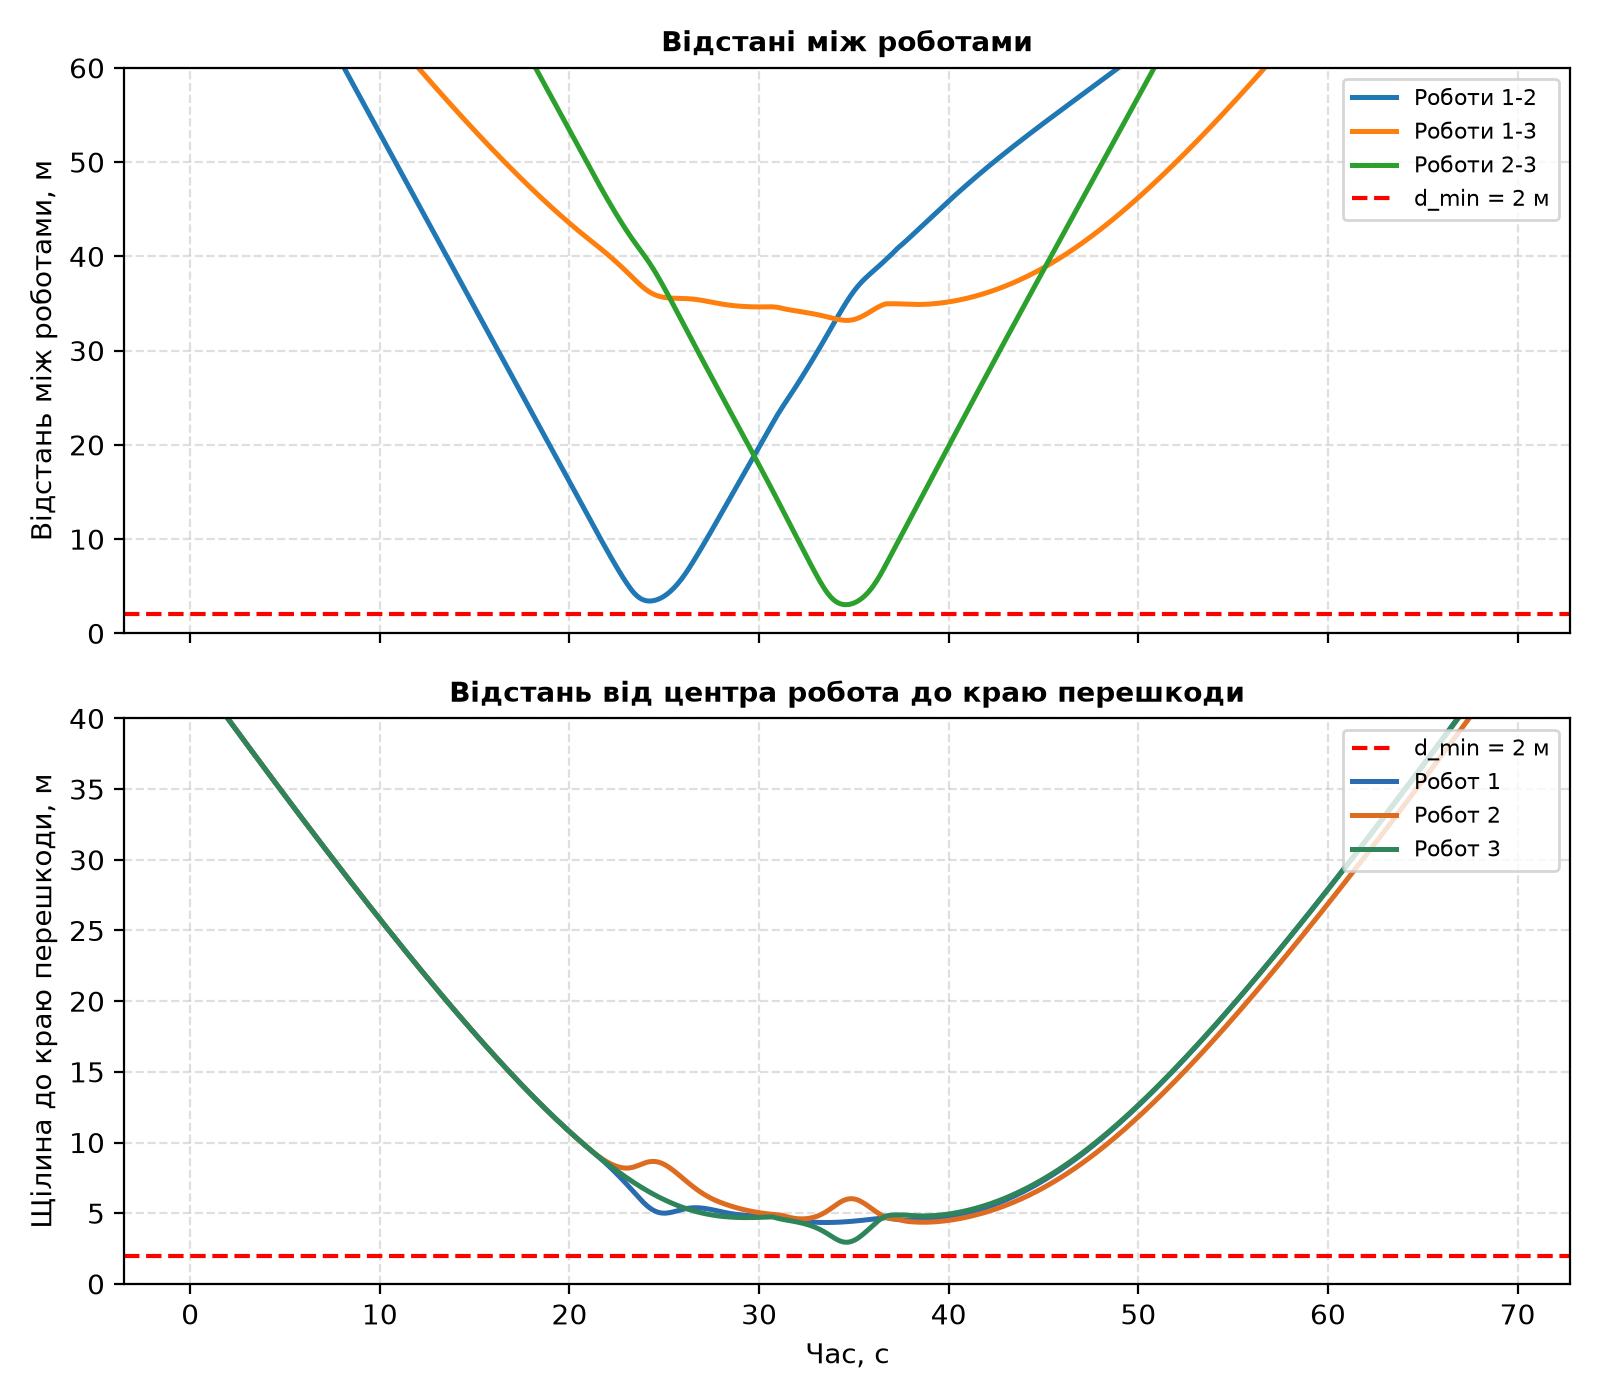 Відстані між роботами
Відстань між роботами, м
60
50
40
30
20
10
0
Роботи 1-2
Роботи 1-3
Роботи 2-3
d_min = 2 м
Відстань від центра робота до краю перешкоди
Щілина до краю перешкоди, м
40
35
30
25
20
15
10
5
0
d_min = 2 м
Робот 1
Робот 2
Робот 3
0 10 20 30 40 50 60 70
Час, с